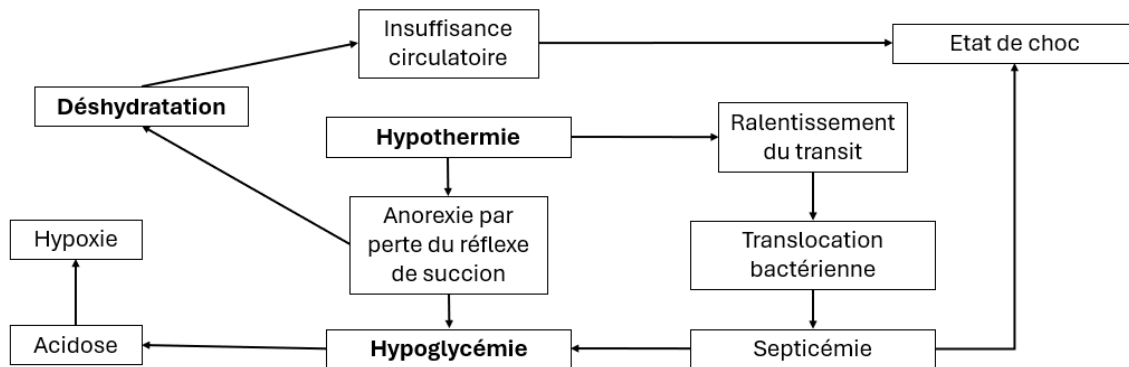 Insuffisance
circulatoire
Etat de choc
Déshydratation
Hypothermie
Ralentissement
du transit
Anorexie par
perte du réflexe
de succion
Hypoxie
Translocation
bactérienne
Acidose
Hypoglycémie
Septicémie